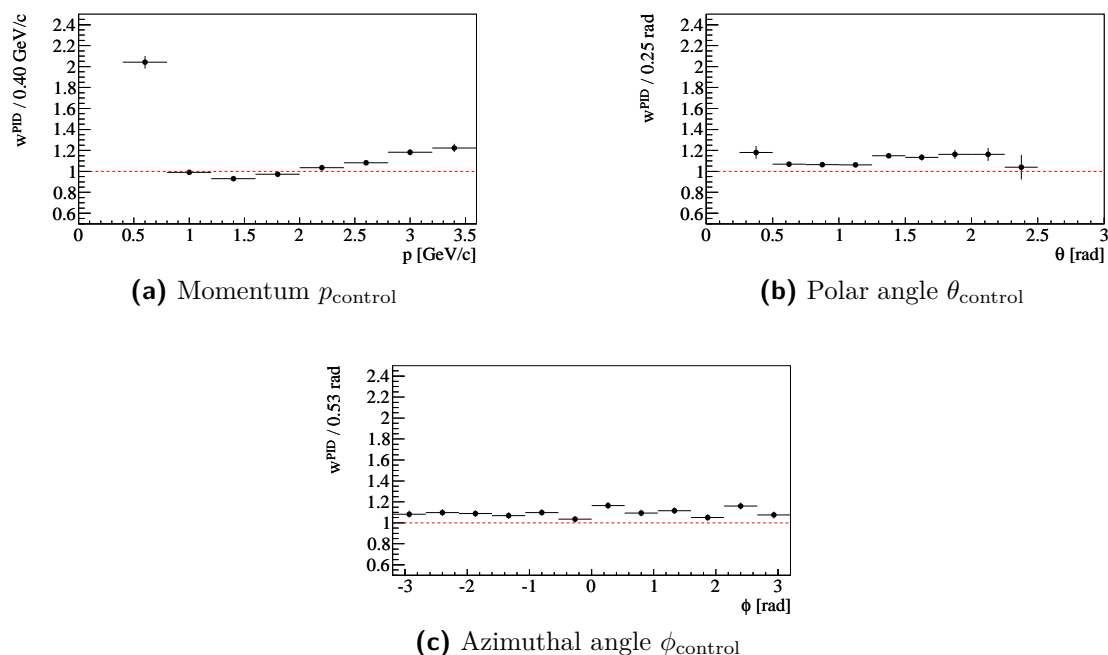 w^PID / 0.40 GeV/c
2.4
2.2
2
1.8
1.6
1.4
1.2
1
0.8
0.6
0 0.5 1 1.5 2 2.5 3 3.5
p [GeV/c]
(a) Momentum p_control
w^PID / 0.25 rad
2.4
2.2
2
1.8
1.6
1.4
1.2
1
0.8
0.6
0 0.5 1 1.5 2 2.5 3
θ [rad]
(b) Polar angle θ_control
w^PID / 0.53 rad
2.4
2.2
2
1.8
1.6
1.4
1.2
1
0.8
0.6
-3 -2 -1 0 1 2 3
ϕ [rad]
(c) Azimuthal angle ϕ_control